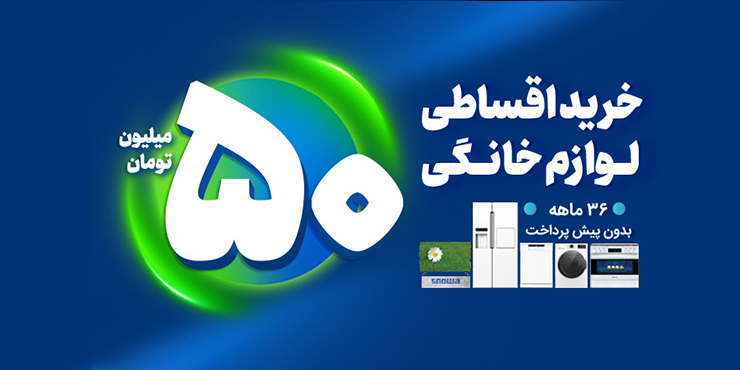 خرید اقساطی
لوازم خانگی
۳۶ ماهه
بدون پیش پرداخت
۵۰
میلیون
تومان
snowa